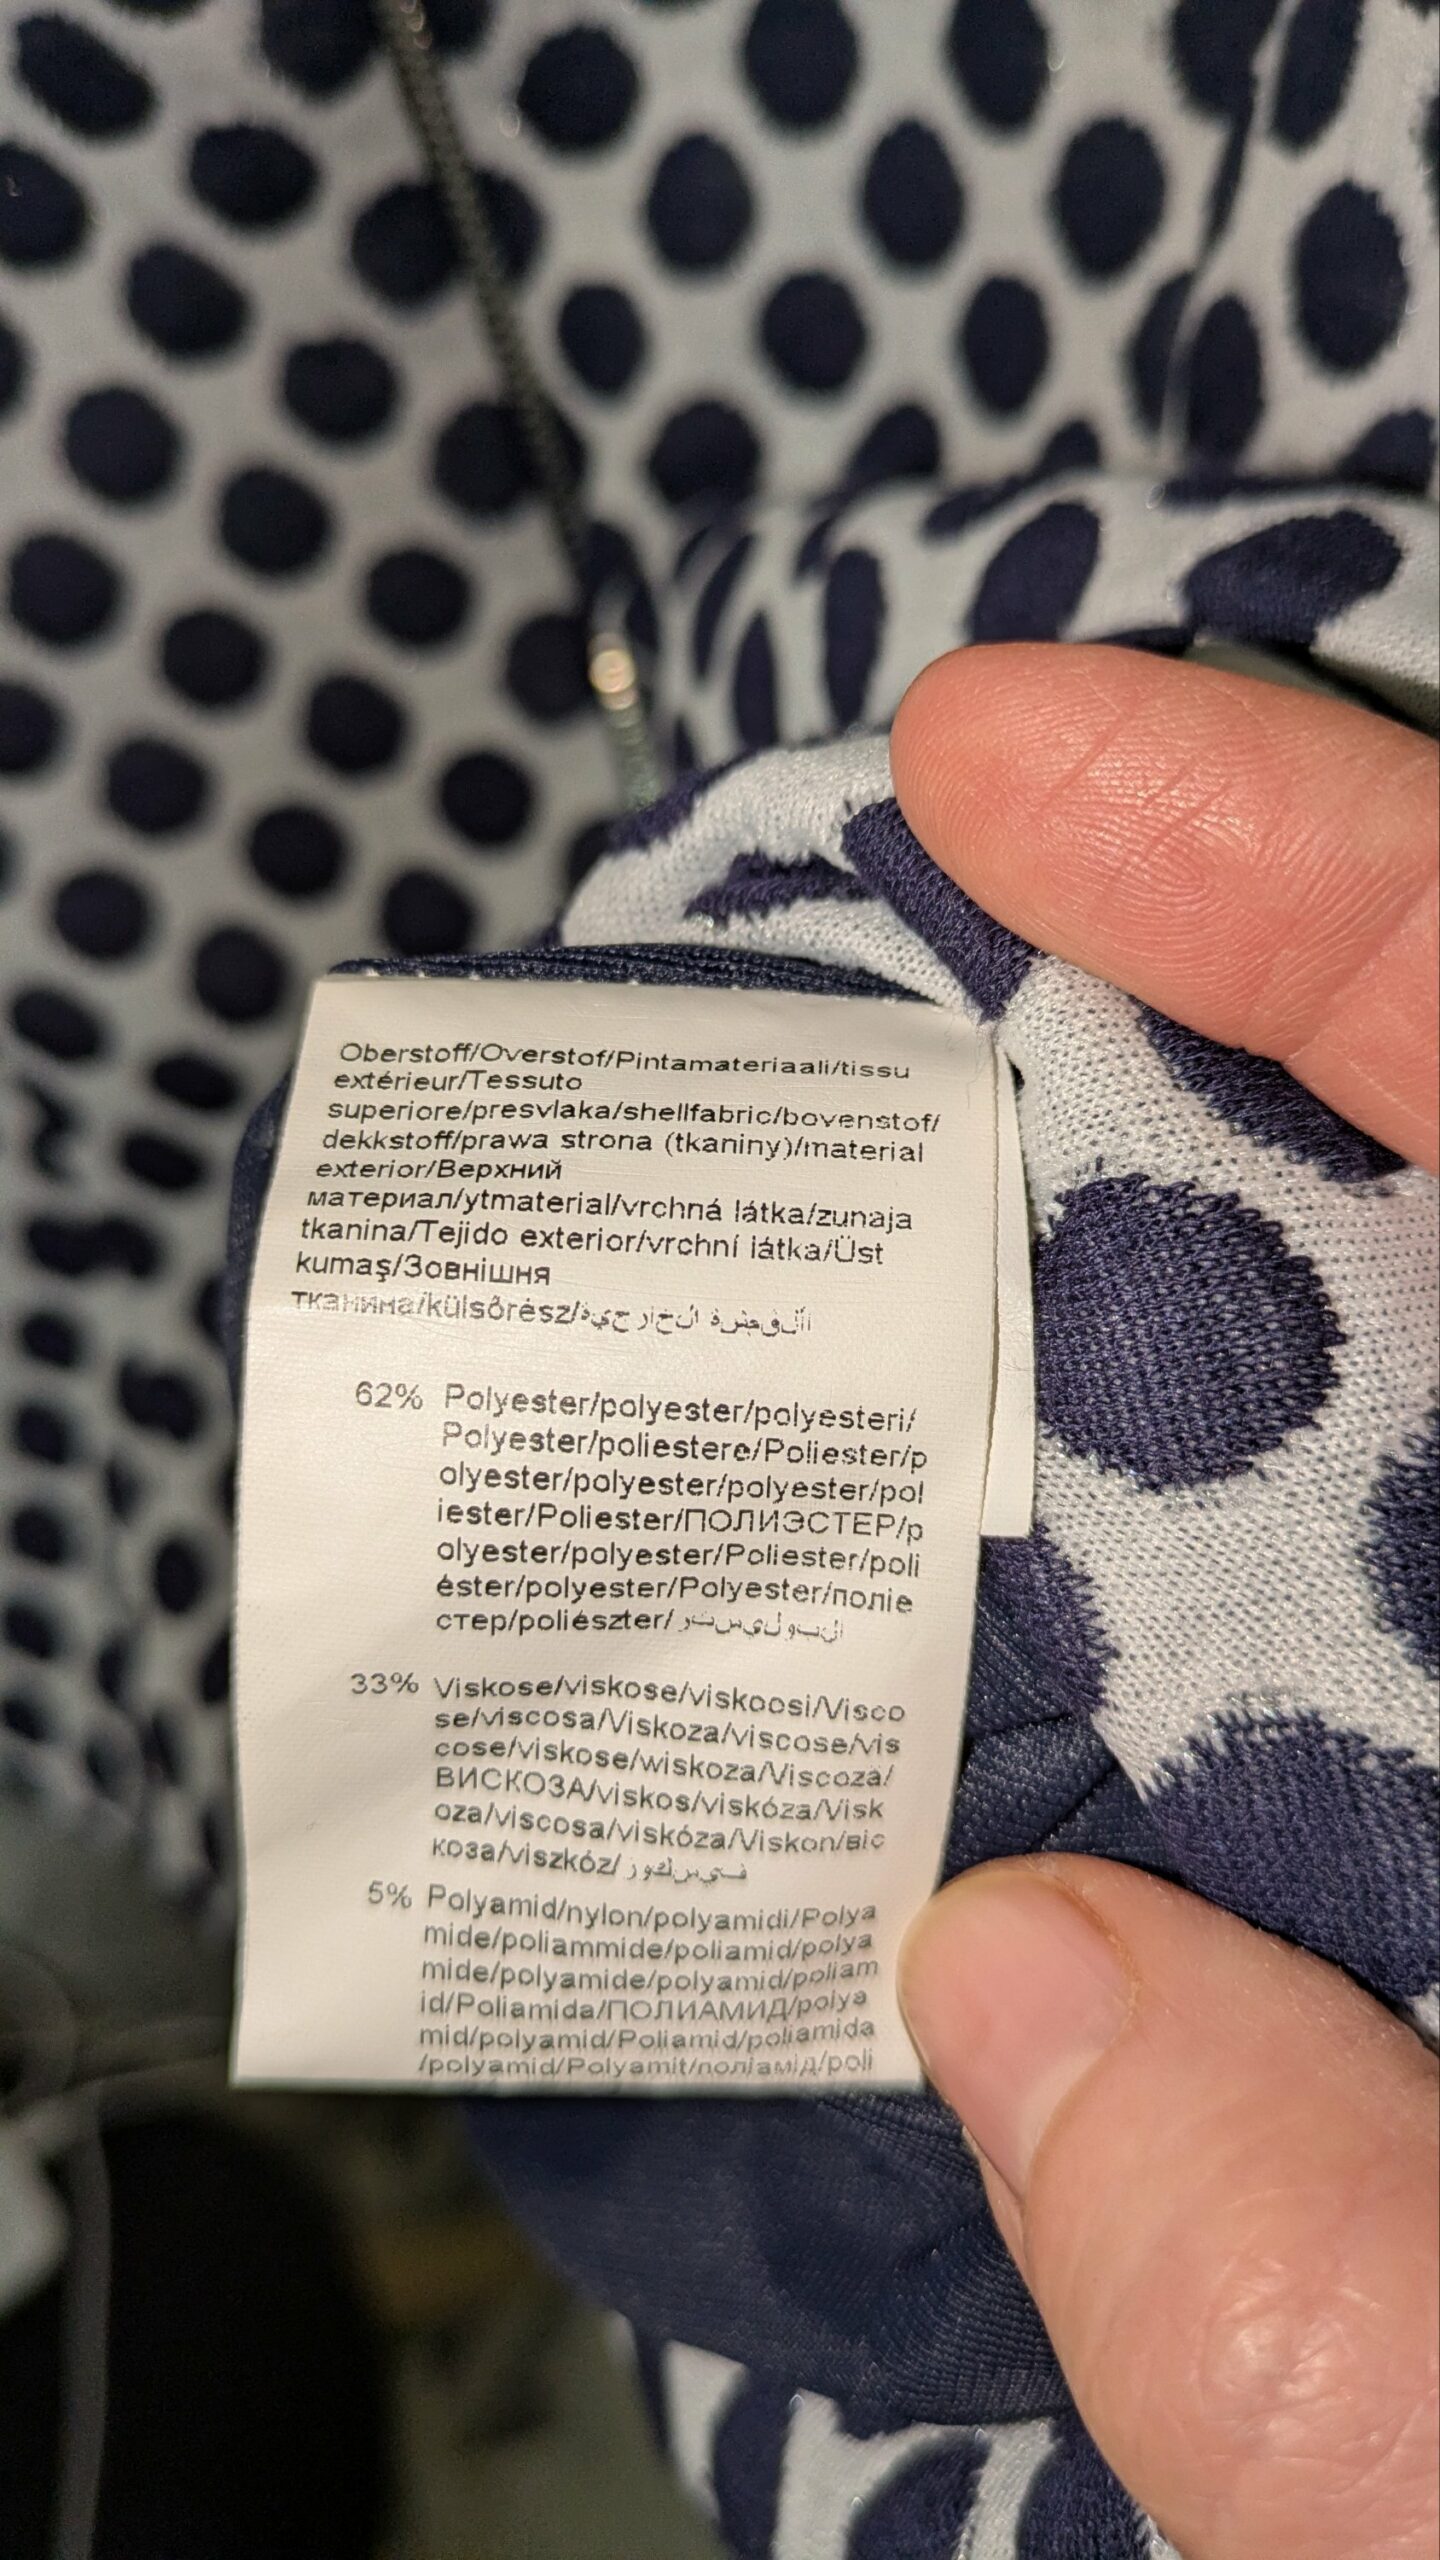 Oberstoff/Overstof/Pintamateriaali/tissu
extérieur/Tessuto
superiore/presvlaka/shellfabric/bovenstof/
dekkstoff/prawa strona (tkaniny)/material
exterior/Верхний
материал/ytmaterial/vrchná látka/zunaja
tkanina/Tejido exterior/vrchní látka/Üst
kumaş/Зовнішня
тканина/külsőrész/
62% Polyester/polyester/polyesteri/
Polyester/poliestere/Poliester/p
olyester/polyester/polyester/pol
iester/Poliester/ПОЛИЭСТЕР/p
olyester/polyester/Poliester/poli
éster/polyester/Polyester/поліе
стер/poliészter/
33% Viskose/viskose/viskoosi/Visco
se/viscosa/Viskoza/viscose/vis
cose/viskose/wiskoza/Viscoza/
ВИСКОЗА/viskos/viskóza/Visk
oza/viscosa/viskóza/Viskon/віс
коза/viszkóz/
5% Polyamid/nylon/polyamidi/Polya
mide/poliammide/poliamid/polya
mide/polyamide/polyamid/poliam
id/Poliamida/ПОЛИАМИД/polya
mid/polyamid/Poliamid/poliamida
/polyamid/Polyamit/поліамід/poli